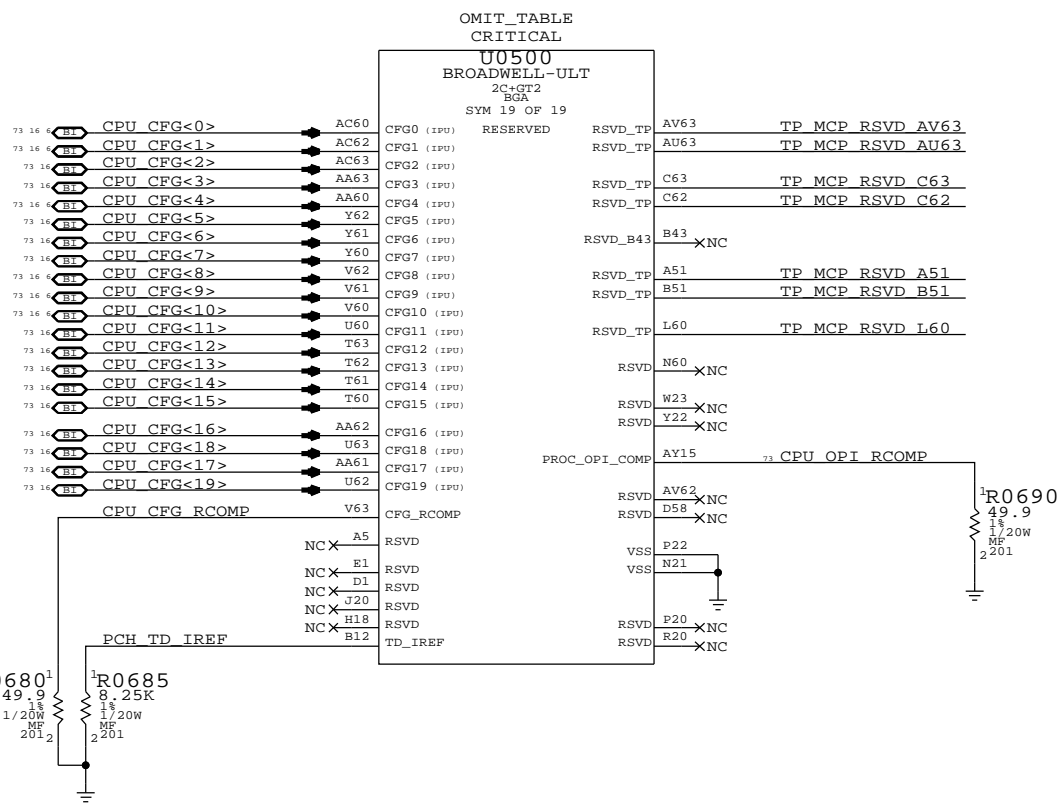 OMIT_TABLE
CRITICAL
U0500
BROADWELL-ULT
2C+GT2
BGA
SYM 19 OF 19
RESERVED
73 16 6 BI CPU_CFG<0> AC60 CFG0 (IPU)
73 16 6 BI CPU_CFG<1> AC62 CFG1 (IPU)
73 16 6 BI CPU_CFG<2> AC63 CFG2 (IPU)
73 16 BI CPU_CFG<3> AA63 CFG3 (IPU)
73 16 6 BI CPU_CFG<4> AA60 CFG4 (IPU)
73 16 BI CPU_CFG<5> Y62 CFG5 (IPU)
73 16 BI CPU_CFG<6> Y61 CFG6 (IPU)
73 16 BI CPU_CFG<7> Y60 CFG7 (IPU)
73 16 6 BI CPU_CFG<8> V62 CFG8 (IPU)
73 16 6 BI CPU_CFG<9> V61 CFG9 (IPU)
73 16 6 BI CPU_CFG<10> V60 CFG10 (IPU)
73 16 BI CPU_CFG<11> U60 CFG11 (IPU)
73 16 BI CPU_CFG<12> T63 CFG12 (IPU)
73 16 BI CPU_CFG<13> T62 CFG13 (IPU)
73 16 BI CPU_CFG<14> T61 CFG14 (IPU)
73 16 BI CPU_CFG<15> T60 CFG15 (IPU)
73 16 BI CPU_CFG<16> AA62 CFG16 (IPU)
73 16 BI CPU_CFG<18> U63 CFG18 (IPU)
73 16 BI CPU_CFG<17> AA61 CFG17 (IPU)
73 16 BI CPU_CFG<19> U62 CFG19 (IPU)
CPU_CFG_RCOMP V63 CFG_RCOMP
NC A5 RSVD
NC E1 RSVD
NC D1 RSVD
NC J20 RSVD
NC H18 RSVD
PCH_TD_IREF B12 TD_IREF
RSVD_TP AV63 TP_MCP_RSVD_AV63
RSVD_TP AU63 TP_MCP_RSVD_AU63
RSVD_TP C63 TP_MCP_RSVD_C63
RSVD_TP C62 TP_MCP_RSVD_C62
RSVD_B43 B43 NC
RSVD_TP A51 TP_MCP_RSVD_A51
RSVD_TP B51 TP_MCP_RSVD_B51
RSVD_TP L60 TP_MCP_RSVD_L60
RSVD N60 NC
RSVD W23 NC
RSVD Y22 NC
PROC_OPI_COMP AY15 73 CPU_OPI_RCOMP
RSVD AV62 NC
RSVD D58 NC
VSS P22
VSS N21
RSVD P20 NC
RSVD R20 NC
1 R0690
49.9
1%
1/20W
MF
2 201
0680 1
49.9
1%
1/20W
MF
201 2
1 R0685
8.25K
1%
1/20W
MF
2 201